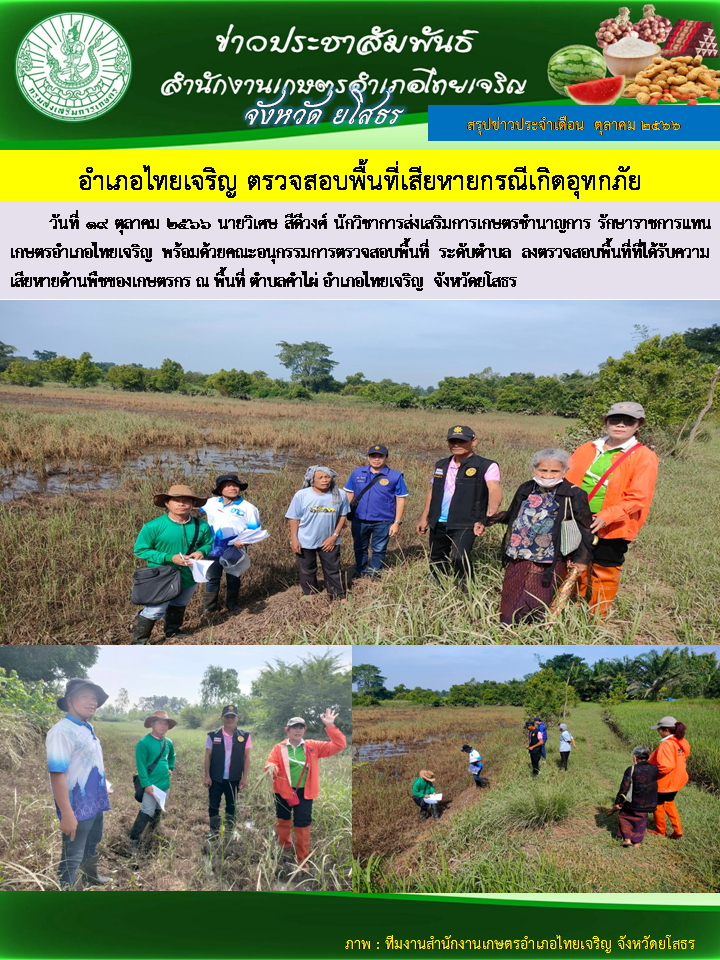 ข่าวประชาสัมพันธ์
สำนักงานเกษตรอำเภอไทยเจริญ
จังหวัด ยโสธร
กรมส่งเสริมการเกษตร
สรุปข่าวประจำเดือน ตุลาคม ๒๕๖๖
อำเภอไทยเจริญ ตรวจสอบพื้นที่เสียหายกรณีเกิดอุทกภัย
วันที่ ๑๙ ตุลาคม ๒๕๖๖ นายวิเศษ สีดีวงศ์ นักวิชาการส่งเสริมการเกษตรชำนาญการ รักษาราชการแทน
เกษตรอำเภอไทยเจริญ พร้อมด้วยคณะอนุกรรมการตรวจสอบพื้นที่ ระดับตำบล ลงตรวจสอบพื้นที่ที่ได้รับความ
เสียหายด้านพืชของเกษตรกร ณ พื้นที่ ตำบลคำไผ่ อำเภอไทยเจริญ จังหวัดยโสธร
ภาพ : ทีมงานสำนักงานเกษตรอำเภอไทยเจริญ จังหวัดยโสธร